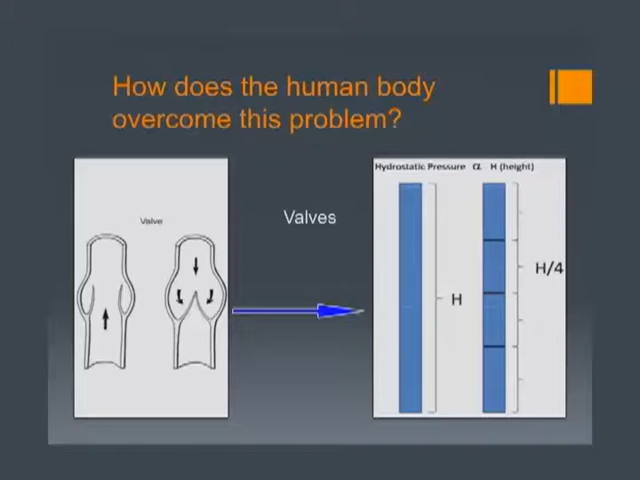 How does the human body
overcome this problem?
Valve
Valves
Hydrostatic Pressure α H (height)
H
H/4